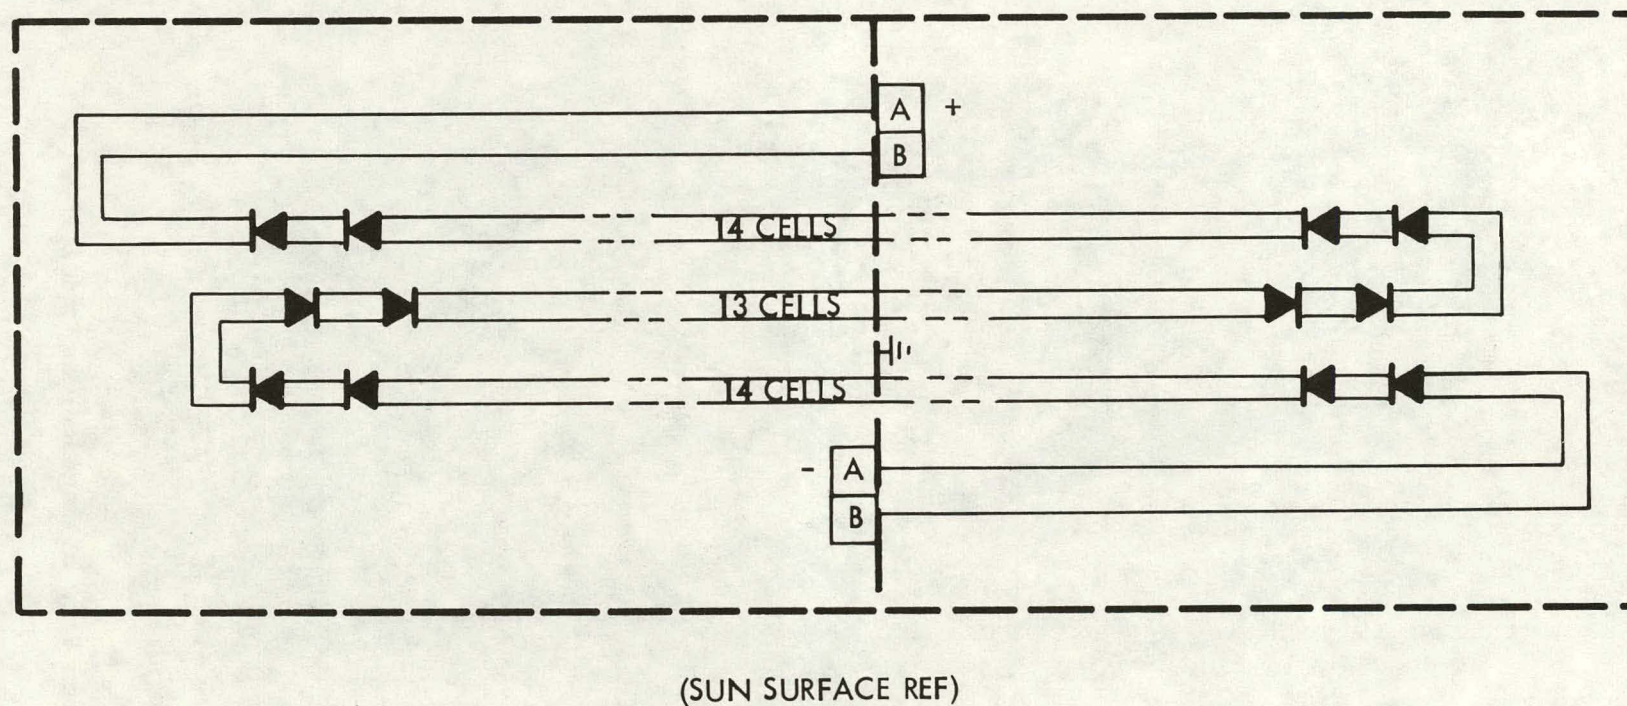 A +
B
14 CELLS
13 CELLS
14 CELLS
- A
B
(SUN SURFACE REF)